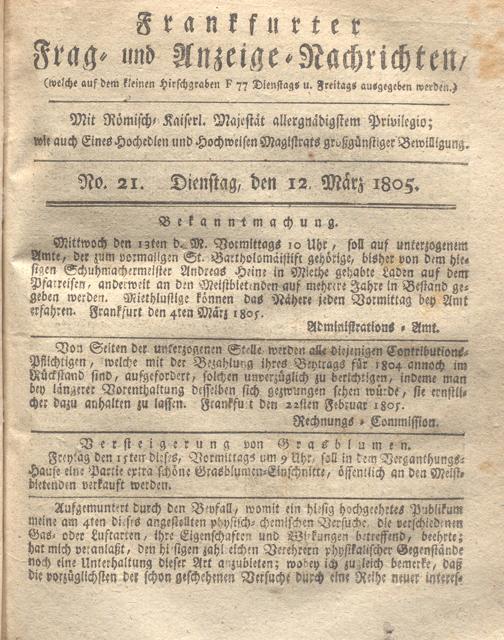 Frankfurter
Frag- und Anzeige-Nachrichten,
(welche auf dem kleinen Hirschgraben F 77 Dienstags u. Freitags ausgegeben werden.)
Mit Römisch-Kaiserl. Majestät allergnädigstem Privilegio;
wie auch Eines Hochedlen und Hochweisen Magistrats großgünstiger Bewilligung.
No. 21. Dienstag, den 12. März 1805.
Bekanntmachung.
Mittwoch den 13ten d. M. Vormittags 10 Uhr, soll auf unterzogenem
Amte, der zum vormaligen St. Bartholomäistift gehörige, bisher von dem hie-
sigen Schuhmachermeister Andreas Heine in Miethe gehabte Laden auf dem
Pfarreisen, anderweit an den Meistbietenden auf mehrere Jahre in Bestand ge-
geben werden. Miethlustige können das Nähere jeden Vormittag bey Amt
erfahren. Frankfurt den 4ten März 1805.
Administrations-Amt.
Von Seiten der unterzogenen Stelle werden alle diejenigen Contributions-
Pflichtigen, welche mit der Bezahlung ihres Beytrags für 1804 annoch im
Rückstand sind, aufgefordert, solchen unverzüglich zu berichtigen, indeme man
bey längerer Vorenthaltung desselben sich gezwungen sehen würde, sie ernstli-
cher dazu anhalten zu lassen. Frankfurt den 22sten Februar 1805.
Rechnungs-Commission.
Versteigerung von Grasblumen.
Freytag den 15ten dieses, Vormittags um 9 Uhr, soll in dem Verganthungs-
Hause eine Partie extra schöne Grasblumen-Einschnitte, öffentlich an den Meist-
bietenden verkauft werden.
Aufgemuntert durch den Beyfall, womit ein hiesig hochgeehrtes Publikum
meine am 4ten dieses angestellten physisch-chemischen Versuche, die verschiedenen
Gas- oder Luftarten, ihre Eigenschaften und Wirkungen betreffend, beehrte;
hat mich veranlaßt, den hiesigen zahlreichen Verehrern physikalischer Gegenstände
noch eine Unterhaltung dieser Art anzubieten; wobey ich zugleich bemerke, daß
die vorzüglichsten der schon geschehenen Versuche durch eine Reihe neuer interes-